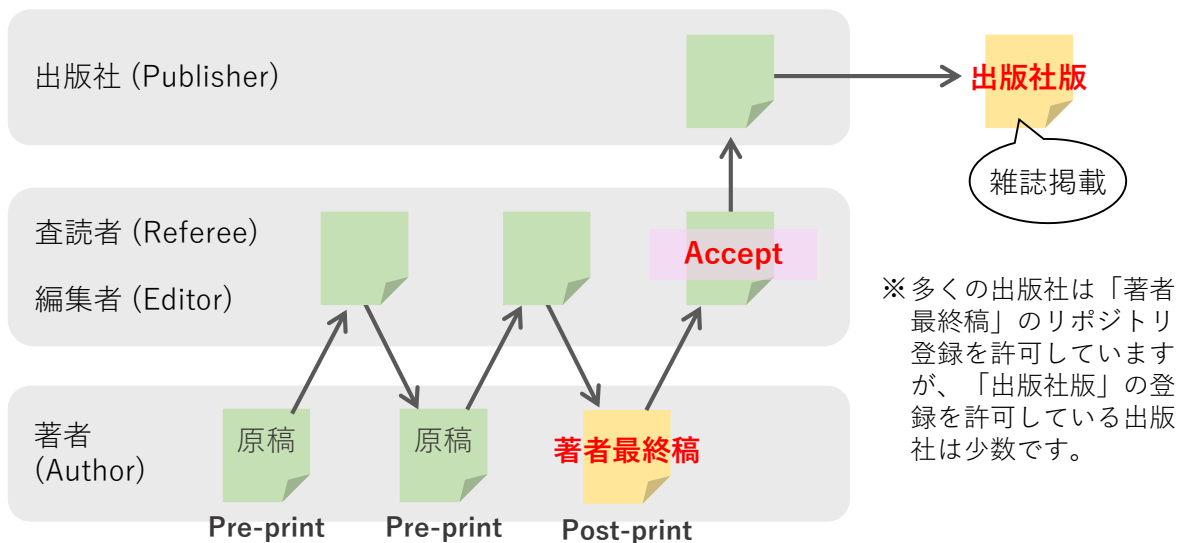 出版社 (Publisher)
出版社版
雑誌掲載
査読者 (Referee)
編集者 (Editor)
Accept
※多くの出版社は「著者
最終稿」のリポジトリ
登録を許可しています
が、「出版社版」の登
録を許可している出版
社は少数です。
著者
(Author)
原稿
原稿
著者最終稿
Pre-print
Pre-print
Post-print